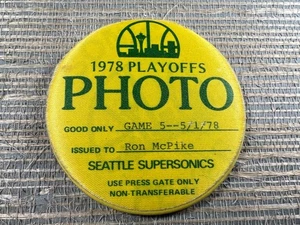 1978 PLAYOFFS
PHOTO
GOOD ONLY GAME 5--5/1/78
ISSUED TO Ron McPike
SEATTLE SUPERSONICS
USE PRESS GATE ONLY
NON-TRANSFERABLE